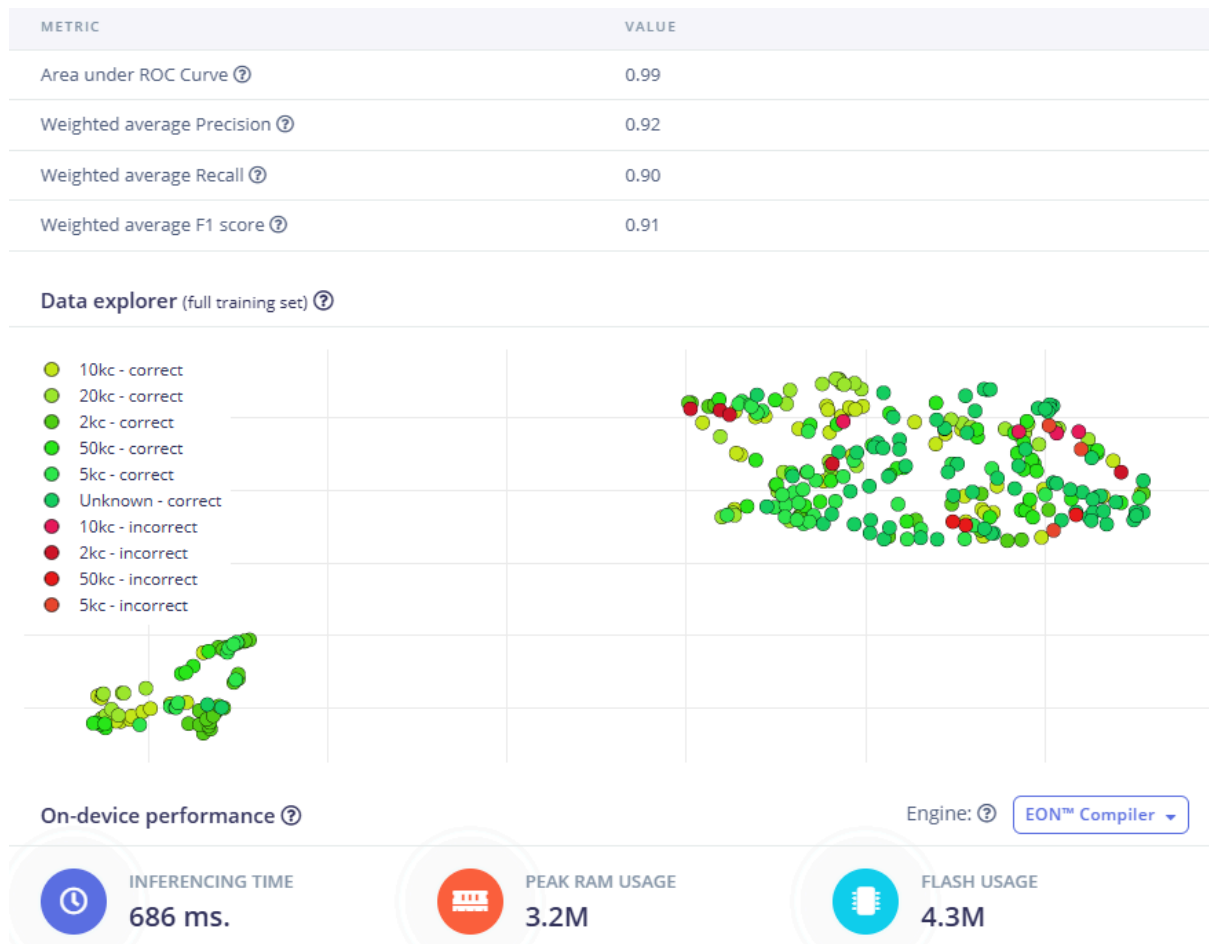 METRIC VALUE
Area under ROC Curve ? 0.99
Weighted average Precision ? 0.92
Weighted average Recall ? 0.90
Weighted average F1 score ? 0.91
Data explorer (full training set) ?
10kc - correct
20kc - correct
2kc - correct
50kc - correct
5kc - correct
Unknown - correct
10kc - incorrect
2kc - incorrect
50kc - incorrect
5kc - incorrect
On-device performance ? Engine: ? EON™ Compiler
INFERENCING TIME PEAK RAM USAGE FLASH USAGE
686 ms. 3.2M 4.3M